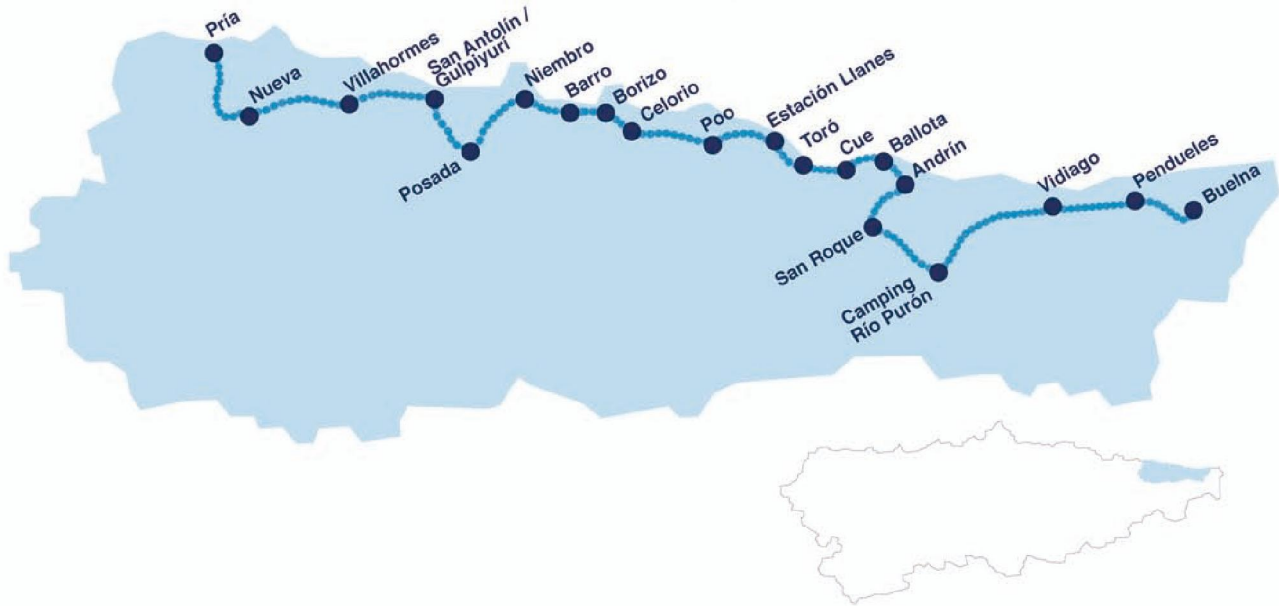 Pría
Nueva
Villahormes
San Antolín /
Gulpiyuri
Posada
Niembro
Barro
Borizo
Celorio
Poo
Estación Llanes
Toró
Cue
Ballota
Andrín
San Roque
Camping
Río Purón
Vidiago
Pendueles
Buelna